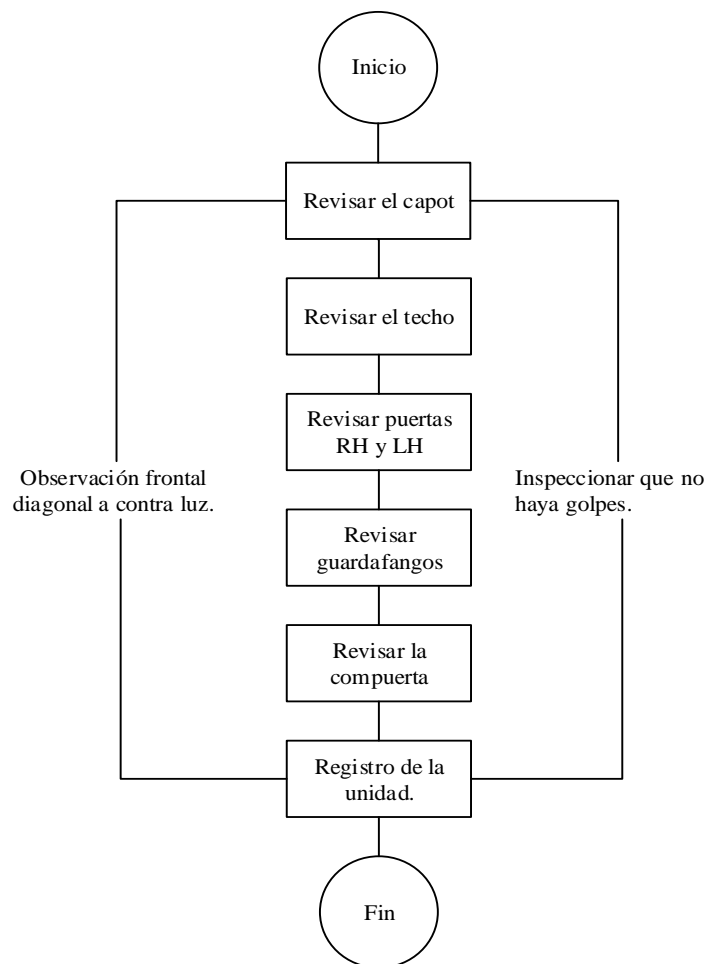 Inicio
Revisar el capot
Revisar el techo
Revisar puertas
RH y LH
Observación frontal
diagonal a contra luz.
Inspeccionar que no
haya golpes.
Revisar
guardafangos
Revisar la
compuerta
Registro de la
unidad.
Fin